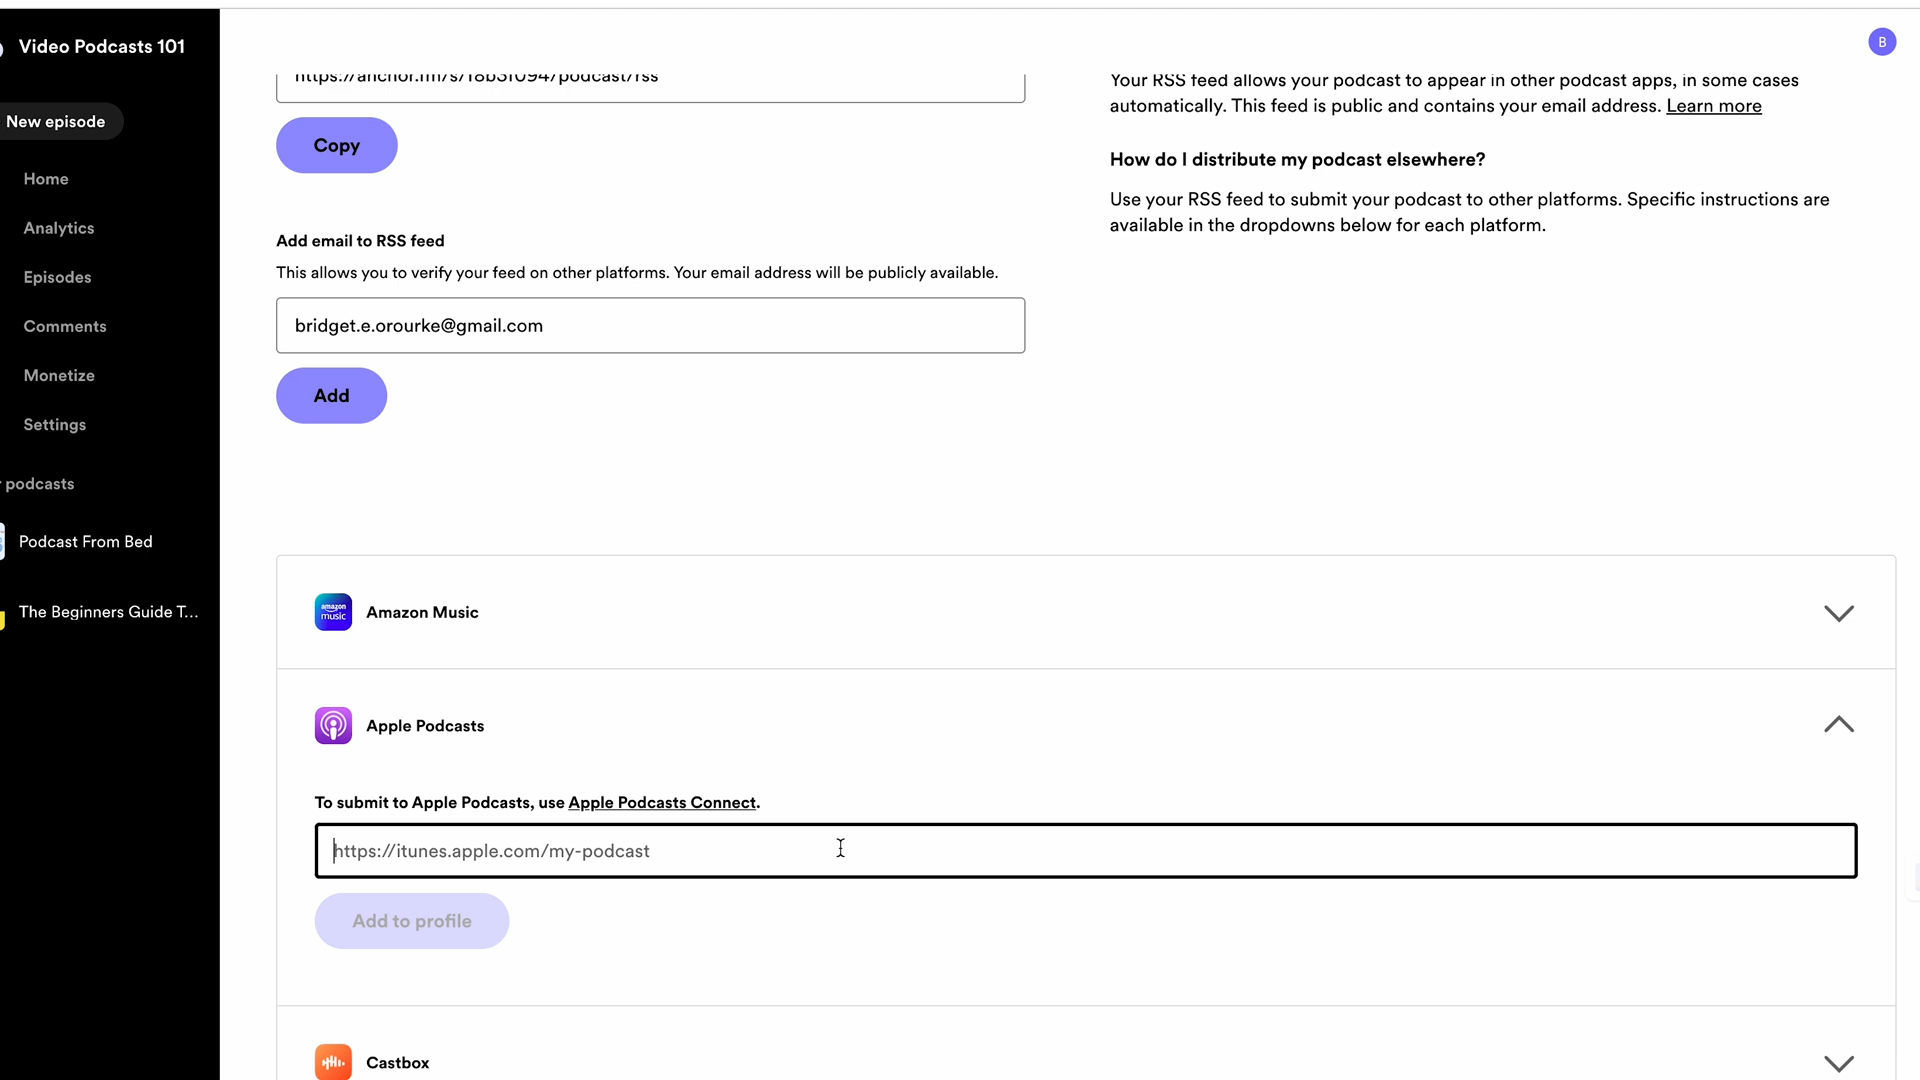 Video Podcasts 101
B
New episode
Home
Analytics
Episodes
Comments
Monetize
Settings
podcasts
Podcast From Bed
The Beginners Guide T...
Copy
Add email to RSS feed
This allows you to verify your feed on other platforms. Your email address will be publicly available.
bridget.e.orourke@gmail.com
Add
Your RSS feed allows your podcast to appear in other podcast apps, in some cases
automatically. This feed is public and contains your email address. Learn more
How do I distribute my podcast elsewhere?
Use your RSS feed to submit your podcast to other platforms. Specific instructions are
available in the dropdowns below for each platform.
amazon
music
Amazon Music
Apple Podcasts
To submit to Apple Podcasts, use Apple Podcasts Connect.
https://itunes.apple.com/my-podcast
Add to profile
Castbox